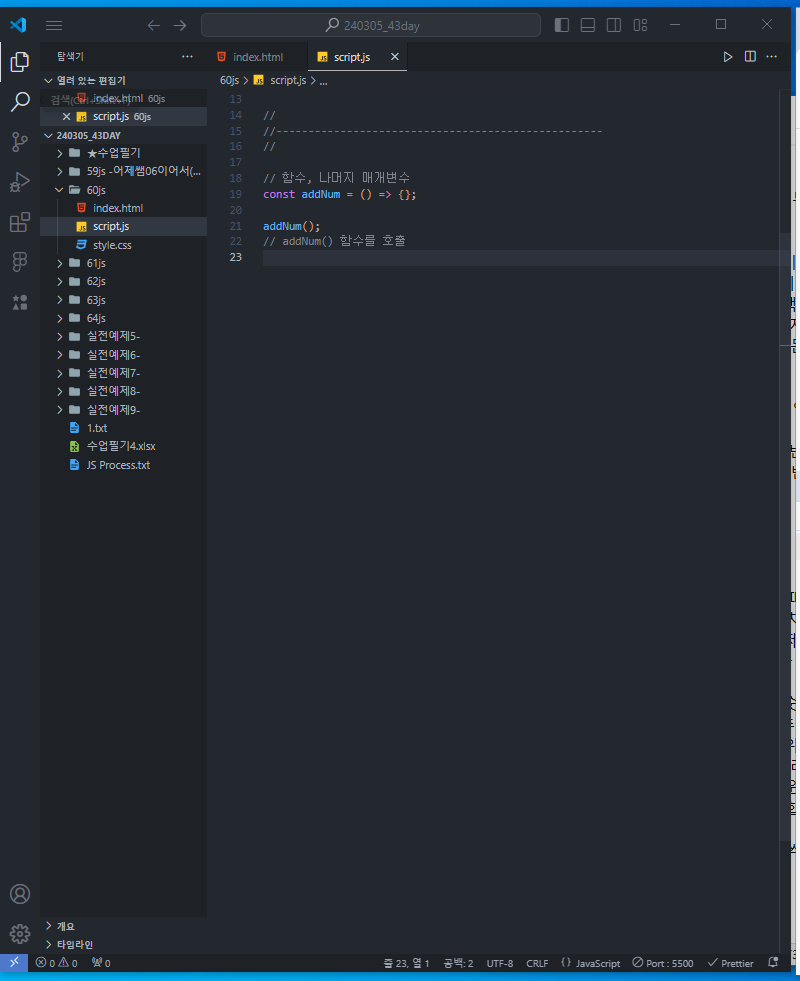 240305_43day
탐색기
index.html
script.js
열려 있는 편집기
index.html 60js
script.js 60js
240305_43DAY
★수업필기
59js -어제쌤06이어서(...
60js
index.html
script.js
style.css
61js
62js
63js
64js
실전예제5-
실전예제6-
실전예제7-
실전예제8-
실전예제9-
1.txt
수업필기4.xlsx
JS Process.txt
개요
타임라인
60js > script.js > ...
13
14 //
15 //---------------------------------------------------
16 //
17
18 // 함수, 나머지 매개변수
19 const addNum = () => {};
20
21 addNum();
22 // addNum() 함수를 호출
23
0 0 0
줄 23, 열 1 공백: 2 UTF-8 CRLF {} JavaScript Port : 5500 Prettier